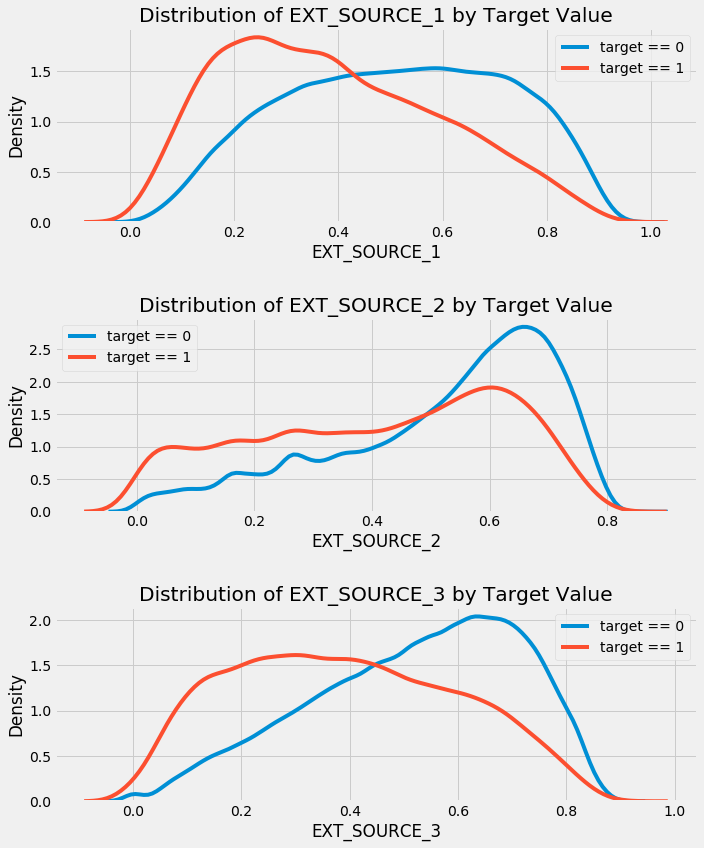 Distribution of EXT_SOURCE_1 by Target Value
target == 0
target == 1
1.5
1.0
0.5
0.0
Density
0.0 0.2 0.4 0.6 0.8 1.0
EXT_SOURCE_1
Distribution of EXT_SOURCE_2 by Target Value
target == 0
target == 1
2.5
2.0
1.5
1.0
0.5
0.0
Density
0.0 0.2 0.4 0.6 0.8
EXT_SOURCE_2
Distribution of EXT_SOURCE_3 by Target Value
target == 0
target == 1
2.0
1.5
1.0
0.5
0.0
Density
0.0 0.2 0.4 0.6 0.8 1.0
EXT_SOURCE_3